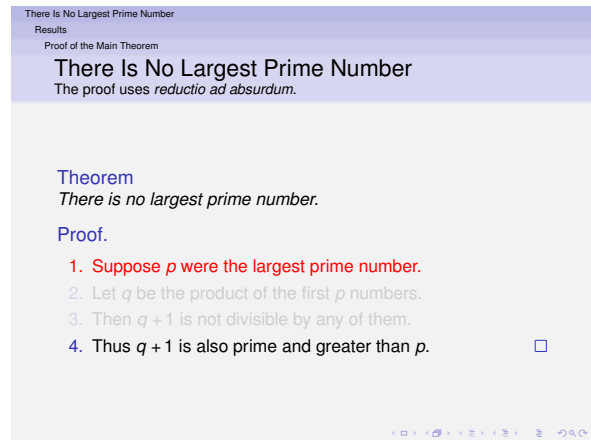 There Is No Largest Prime Number
Results
Proof of the Main Theorem
There Is No Largest Prime Number
The proof uses reductio ad absurdum.
Theorem
There is no largest prime number.
Proof.
1. Suppose p were the largest prime number.
2. Let q be the product of the first p numbers.
3. Then q + 1 is not divisible by any of them.
4. Thus q + 1 is also prime and greater than p. □